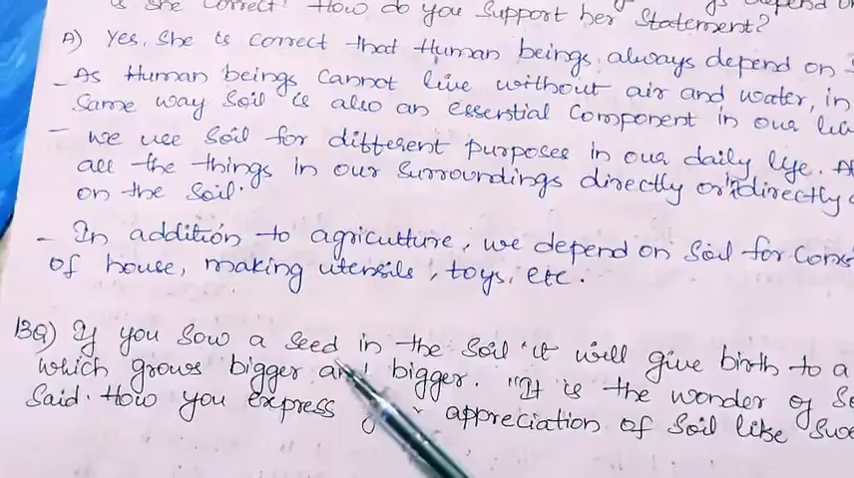 is she correct? How do you support her statement?
A) Yes, she is correct that Human beings always depend on
- As Human beings cannot live without air and water, in
same way soil is also an essential component in our
- we use soil for different purposes in our daily life.
all the things in our surroundings directly or indirectly
on the soil.
- In addition to agriculture, we depend on soil for
of house, making utensils, toys, etc.
13Q) If you sow a seed in the soil it will give birth to a
which grows bigger and bigger. "It is the wonder of
said. How you express appreciation of soil like